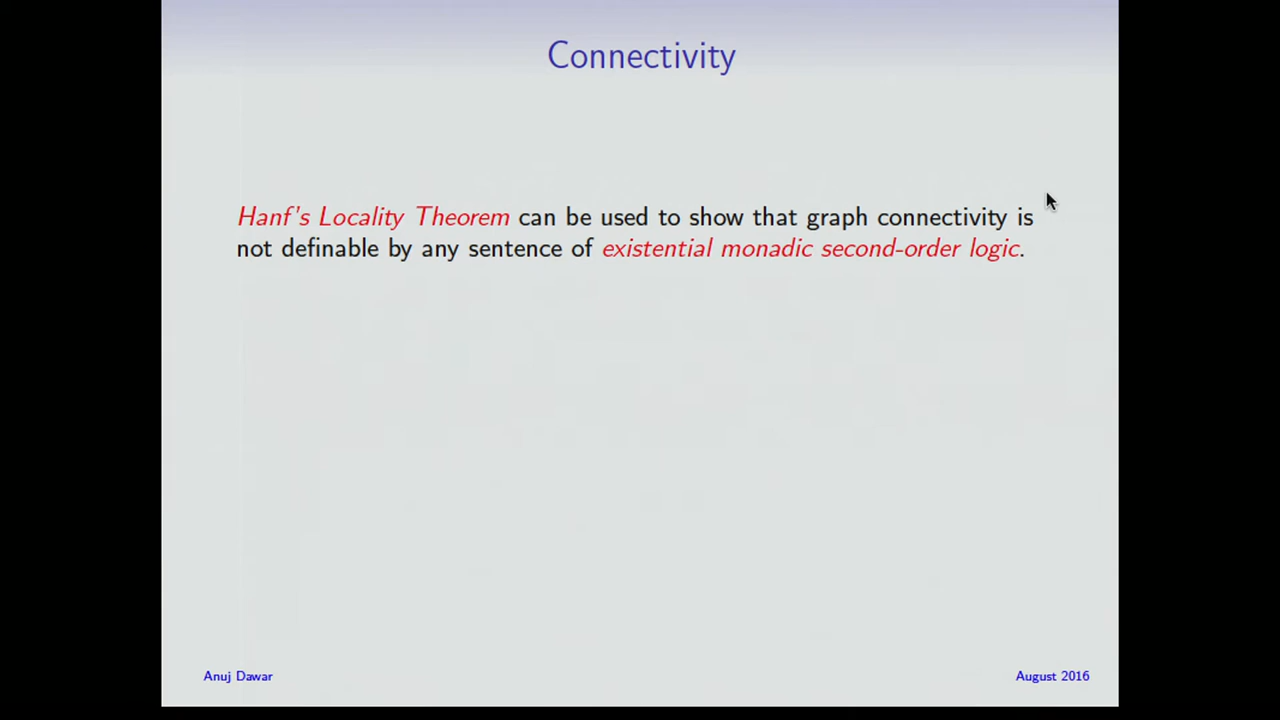 Connectivity
Hanf's Locality Theorem can be used to show that graph connectivity is
not definable by any sentence of existential monadic second-order logic.
Anuj Dawar
August 2016